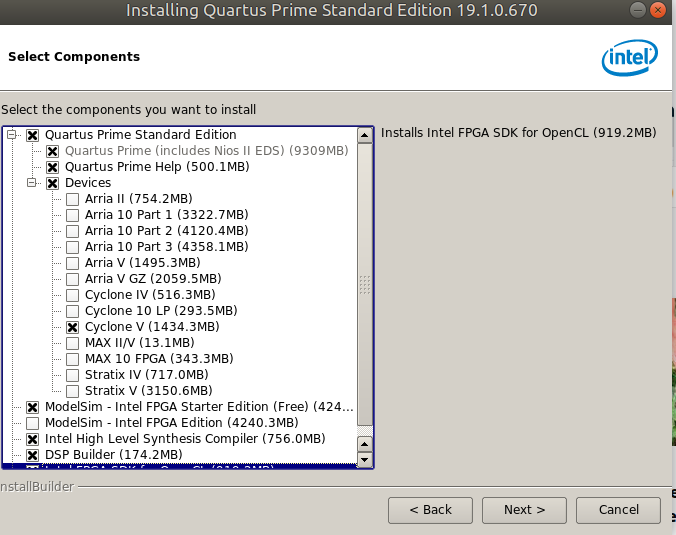 Installing Quartus Prime Standard Edition 19.1.0.670
Select Components
intel
Select the components you want to install
Quartus Prime Standard Edition
Installs Intel FPGA SDK for OpenCL (919.2MB)
Quartus Prime (includes Nios II EDS) (9309MB)
Quartus Prime Help (500.1MB)
Devices
Arria II (754.2MB)
Arria 10 Part 1 (3322.7MB)
Arria 10 Part 2 (4120.4MB)
Arria 10 Part 3 (4358.1MB)
Arria V (1495.3MB)
Arria V GZ (2059.5MB)
Cyclone IV (516.3MB)
Cyclone 10 LP (293.5MB)
Cyclone V (1434.3MB)
MAX II/V (13.1MB)
MAX 10 FPGA (343.3MB)
Stratix IV (717.0MB)
Stratix V (3150.6MB)
ModelSim - Intel FPGA Starter Edition (Free) (424...
ModelSim - Intel FPGA Edition (4240.3MB)
Intel High Level Synthesis Compiler (756.0MB)
DSP Builder (174.2MB)
nstallBuilder
< Back
Next >
Cancel